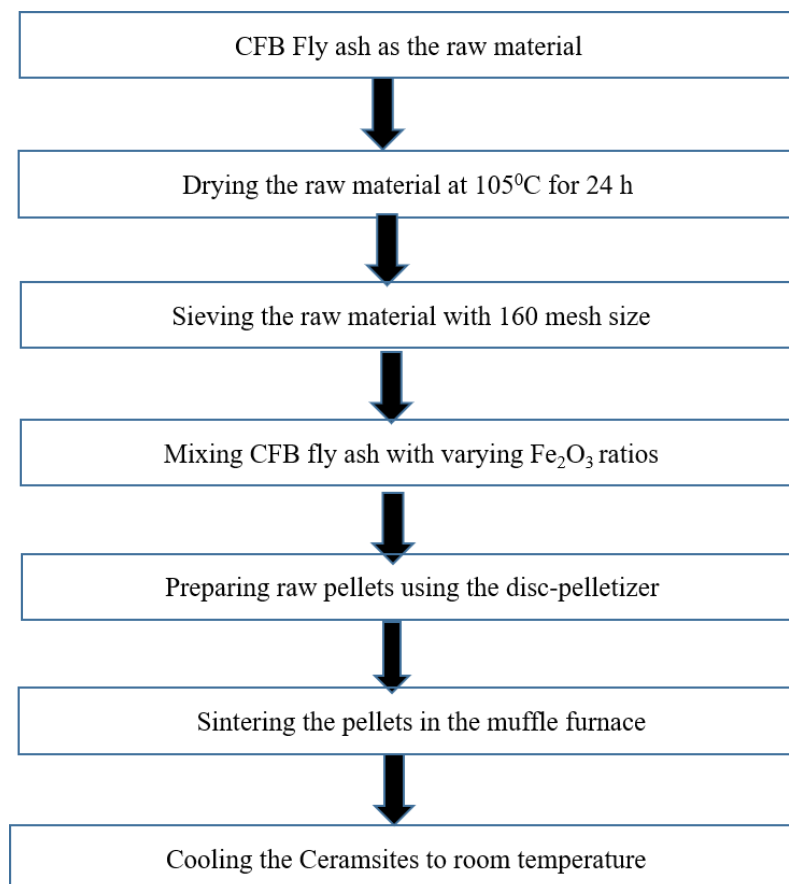 CFB Fly ash as the raw material
Drying the raw material at 105⁰C for 24 h
Sieving the raw material with 160 mesh size
Mixing CFB fly ash with varying Fe₂O₃ ratios
Preparing raw pellets using the disc-pelletizer
Sintering the pellets in the muffle furnace
Cooling the Ceramsites to room temperature